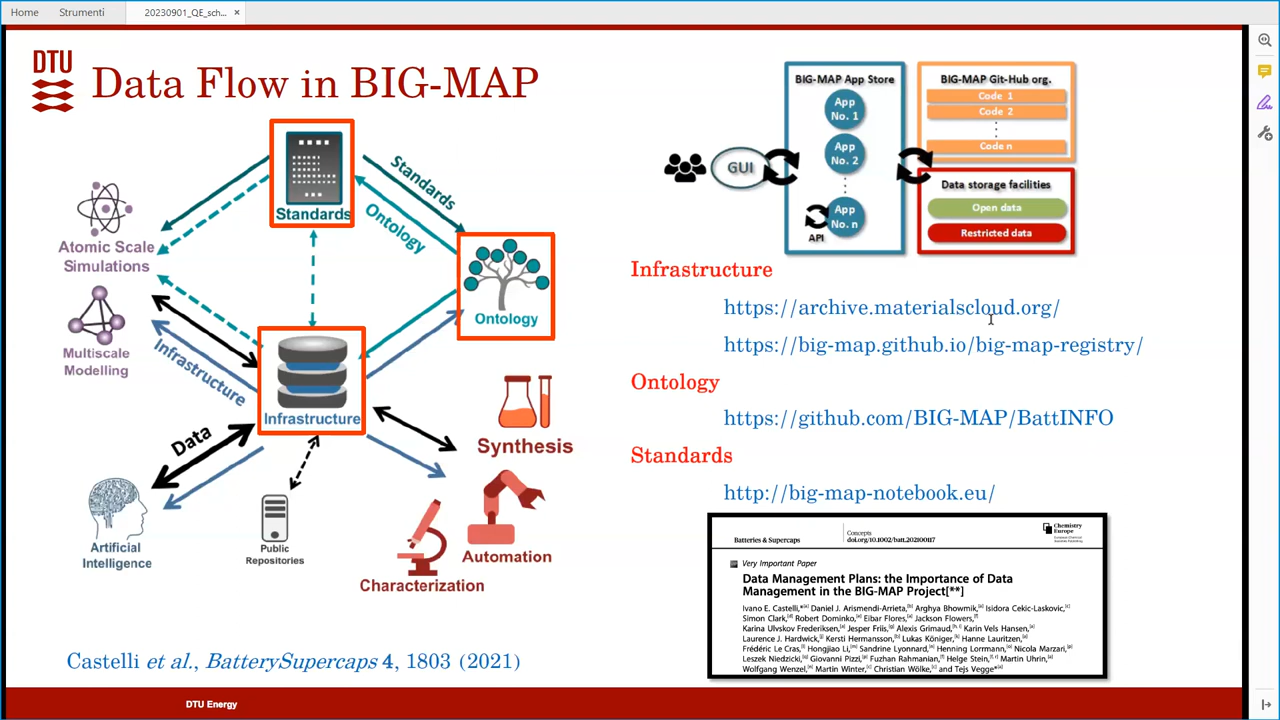 Home
Strumenti
20230901_QE_sch...
×
DTU
Data Flow in BIG-MAP
Standards
Standards
Ontology
Atomic Scale
Simulations
Ontology
Multiscale
Modelling
Infrastructure
Infrastructure
Data
Synthesis
Artificial
Intelligence
Public
Repositories
Automation
Characterization
Castelli et al., BatterySupercaps 4, 1803 (2021)
BIG-MAP App Store
App
No. 1
App
No. 2
App
No. n
API
GUI
BIG-MAP Git-Hub org.
Code 1
Code 2
Code n
Data storage facilities
Open data
Restricted data
Infrastructure
https://archive.materialscloud.org/
https://big-map.github.io/big-map-registry/
Ontology
https://github.com/BIG-MAP/BattINFO
Standards
http://big-map-notebook.eu/
Batteries & Supercaps
Concepts
doi.org/10.1002/batt.202100117
Chemistry
Europe
Very Important Paper
Data Management Plans: the Importance of Data
Management in the BIG-MAP Project[**]
Ivano E. Castelli,*[a] Daniel J. Arismendi-Arrieta,[b] Arghya Bhowmik,[a] Isidora Cekic-Laskovic,[c]
Simon Clark,[d] Robert Dominko,[e] Eibar Flores,[d] Jackson Flowers,[f]
Karina Ulvskov Frederiksen,[a] Jesper Friis,[g] Alexis Grimaud,[h, i] Karin Vels Hansen,[a]
Laurence J. Hardwick,[j] Kersti Hermansson,[b] Lukas Königer,[k] Hanne Lauritzen,[a]
Frédéric Le Cras,[l] Hongjiao Li,[m] Sandrine Lyonnard,[n] Henning Lorrmann,[k] Nicola Marzari,[o]
Leszek Niedzicki,[p] Giovanni Pizzi,[o] Fuzhan Rahmanian,[q] Helge Stein,[q, r] Martin Uhrin,[a]
Wolfgang Wenzel,[m] Martin Winter,[c] Christian Wölke,[c] and Tejs Vegge*[a]
DTU Energy